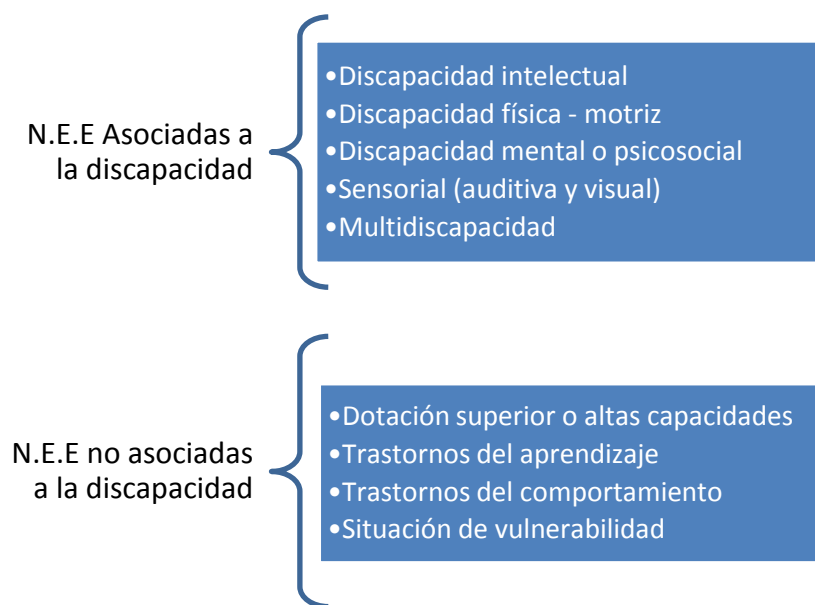 N.E.E Asociadas a
la discapacidad
•Discapacidad intelectual
•Discapacidad física - motriz
•Discapacidad mental o psicosocial
•Sensorial (auditiva y visual)
•Multidiscapacidad
N.E.E no asociadas
a la discapacidad
•Dotación superior o altas capacidades
•Trastornos del aprendizaje
•Trastornos del comportamiento
•Situación de vulnerabilidad